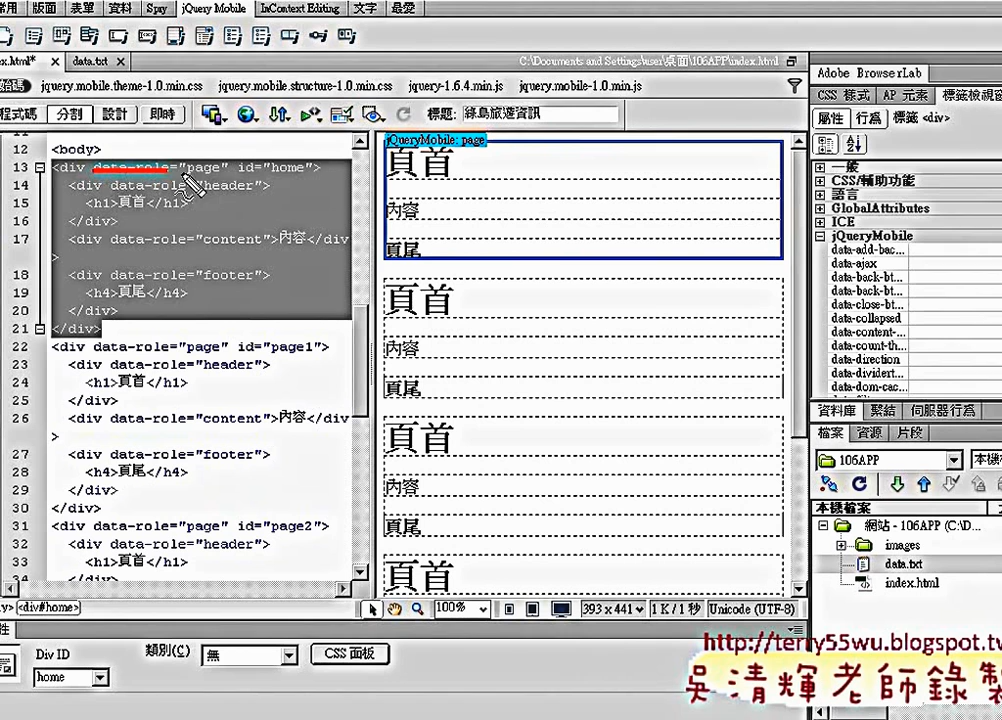 常用 版面 表單 資料 Spry jQuery Mobile InContext Editing 文字 最愛
ex.html* × data.txt ×
C:\Documents and Settings\user\桌面\106APP\index.html
始碼 jquery.mobile.theme-1.0.min.css jquery.mobile.structure-1.0.min.css jquery-1.6.4.min.js jquery.mobile-1.0.min.js
程式碼 分割 設計 即時 標題: 綠島旅遊資訊
11
12 <body>
13 <div data-role="page" id="home">
14 <div data-role="header">
15 <h1>頁首</h1>
16 </div>
17 <div data-role="content">內容</div
>
18 <div data-role="footer">
19 <h4>頁尾</h4>
20 </div>
21 </div>
22 <div data-role="page" id="page1">
23 <div data-role="header">
24 <h1>頁首</h1>
25 </div>
26 <div data-role="content">內容</div
>
27 <div data-role="footer">
28 <h4>頁尾</h4>
29 </div>
30 </div>
31 <div data-role="page" id="page2">
32 <div data-role="header">
33 <h1>頁首</h1>
34 </div>
jQueryMobile: page
頁首
內容
頁尾
頁首
內容
頁尾
頁首
內容
頁尾
頁首
y> <div#home>
100% 393 x 441 1 K / 1 秒 Unicode (UTF-8)
性
Div ID
home
類別(C) 無 CSS 面板
Adobe BrowserLab
CSS 樣式 AP 元素 標籤檢視窗
屬性 行為 標籤 <div>
一般
CSS/輔助功能
語言
GlobalAttributes
ICE
jQueryMobile
data-add-bac...
data-ajax
data-back-bt...
data-back-bt...
data-close-bt...
data-collapsed
data-content-...
data-count-th...
data-direction
data-dividert...
data-dom-cac...
資料庫 繫結 伺服器行為
檔案 資源 片段
106APP 本機
本機檔案
網站 - 106APP (C:\D...
images
data.txt
index.html
http://terry55wu.blogspot.tw
吳清輝老師錄製